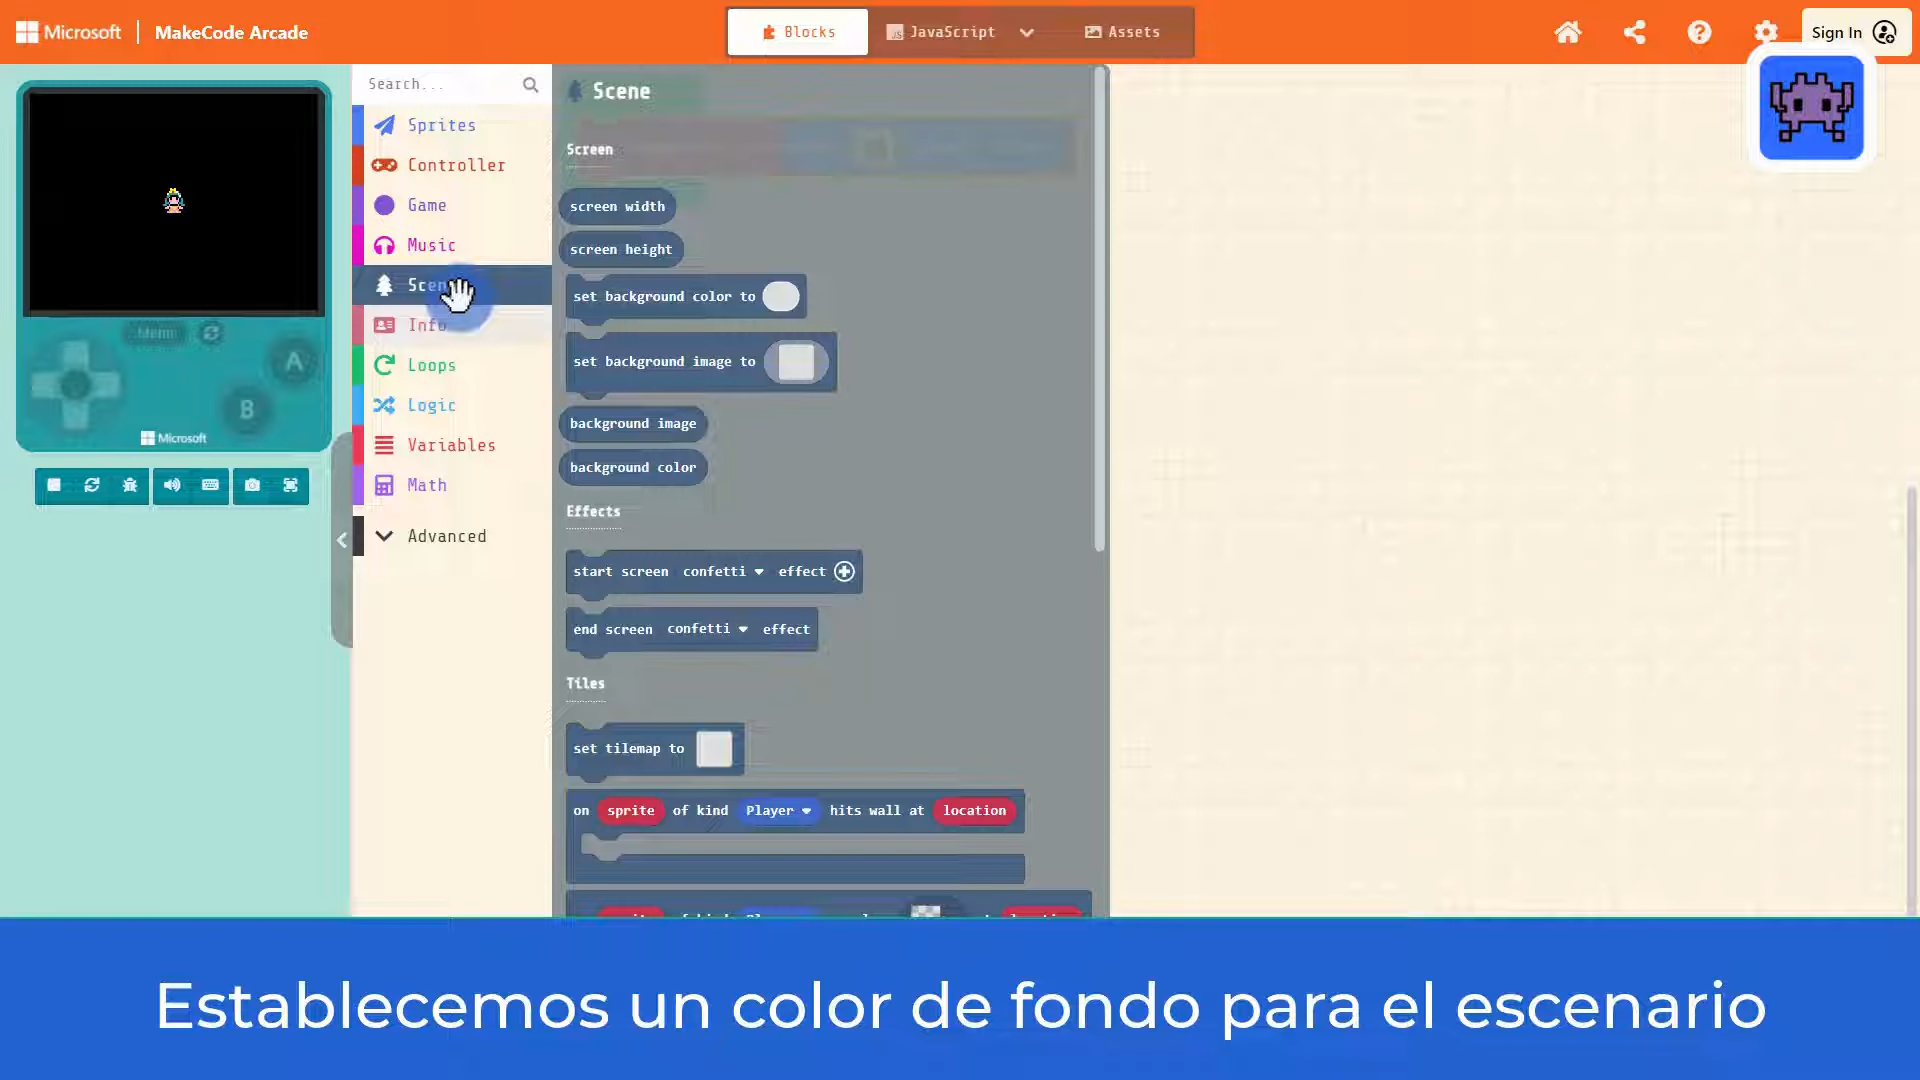 Microsoft
MakeCode Arcade
Blocks
JavaScript
Assets
Sign In
Menu
A
B
Microsoft
Search...
Sprites
Controller
Game
Music
Scene
Info
Loops
Logic
Variables
Math
Advanced
Scene
Screen
screen width
screen height
set background color to
set background image to
background image
background color
Effects
start screen confetti effect
end screen confetti effect
Tiles
set tilemap to
on sprite of kind Player hits wall at location
Establecemos un color de fondo para el escenario